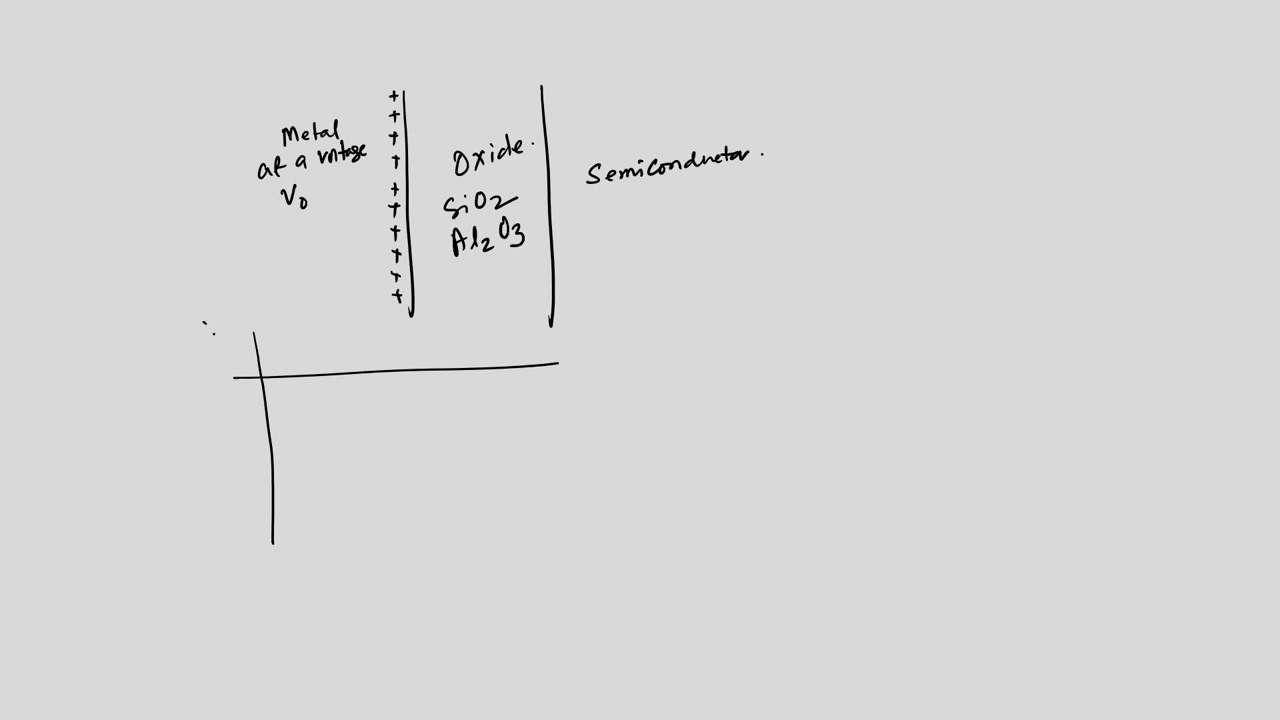 Metal
at a voltage
V₀
+
+
+
+
+
+
+
+
+
+
Oxide.
SiO2
Al2O3
Semiconductor.